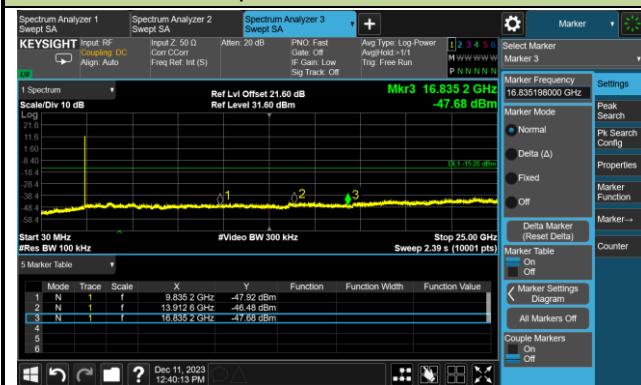 Spectrum Analyzer 1
Swept SA
Spectrum Analyzer 2
Swept SA
Spectrum Analyzer 3
Swept SA
+
Marker
KEYSIGHT
Input: RF
Coupling: DC
Align: Auto
Input Z: 50 Ω
Corr CCorr
Freq Ref: Int (S)
Atten: 20 dB
PNO: Fast
Gate: Off
IF Gain: Low
Sig Track: Off
Avg Type: Log-Power
Avg|Hold:>1/1
Trig: Free Run
1 2 3 4 5 6
M W W W W W
P N N N N N
Select Marker
Marker 3
1 Spectrum
Scale/Div 10 dB
Ref Lvl Offset 21.60 dB
Ref Level 31.60 dBm
Mkr3 16.835 2 GHz
-47.68 dBm
Log
21.6
11.6
1.60
-8.40
-18.4
-28.4
-38.4
-48.4
-58.4
DL1 -15.20 dBm
1
2
3
Start 30 MHz
#Res BW 100 kHz
#Video BW 300 kHz
Stop 25.00 GHz
Sweep 2.39 s (10001 pts)
5 Marker Table
Mode Trace Scale X Y Function Function Width Function Value
1 N 1 f 9.835 2 GHz -47.92 dBm
2 N 1 f 13.912 6 GHz -46.48 dBm
3 N 1 f 16.835 2 GHz -47.68 dBm
4
5
6
Marker Frequency
16.835198000 GHz
Marker Mode
Normal
Delta (Δ)
Fixed
Off
Delta Marker
(Reset Delta)
Marker Table
On
Off
Marker Settings
Diagram
All Markers Off
Couple Markers
On
Off
Settings
Peak
Search
Pk Search
Config
Properties
Marker
Function
Marker→
Counter
?
Dec 11, 2023
12:40:13 PM